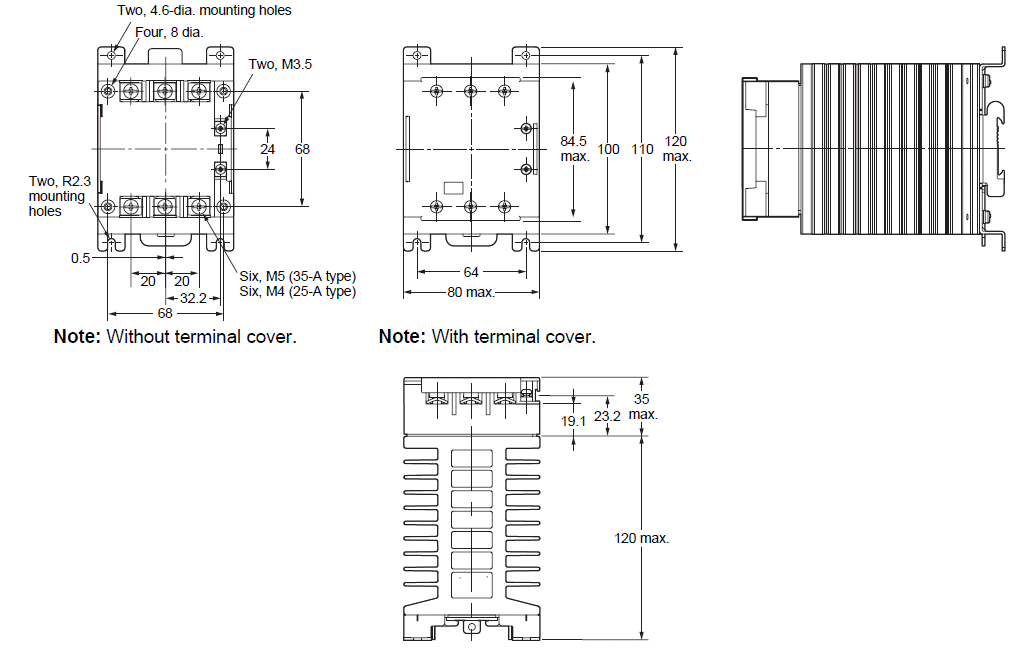 Two, 4.6-dia. mounting holes
Four, 8 dia.
Two, M3.5
24
68
Two, R2.3
mounting
holes
0.5
20
20
32.2
68
Six, M5 (35-A type)
Six, M4 (25-A type)
Note: Without terminal cover.
84.5
max.
100
110
120
max.
64
80 max.
Note: With terminal cover.
19.1
23.2
35
max.
120 max.